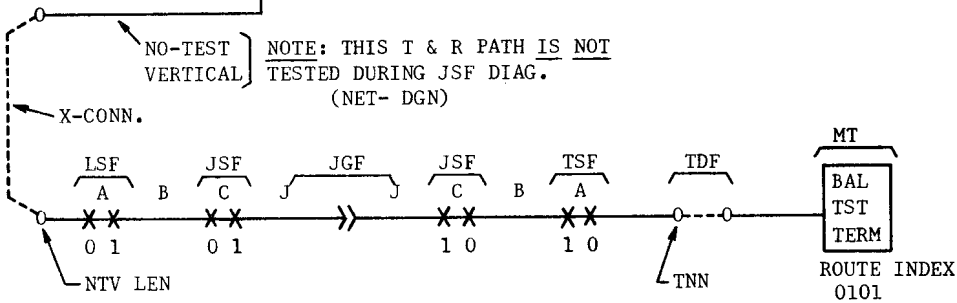 NO-TEST
VERTICAL
NOTE: THIS T & R PATH IS NOT
TESTED DURING JSF DIAG.
(NET- DGN)
X-CONN.
LSF JSF JGF JSF TSF TDF MT
A B C J J C B A
BAL
TST
TERM
0 1 0 1 1 0 1 0
NTV LEN
TNN
ROUTE INDEX
0101